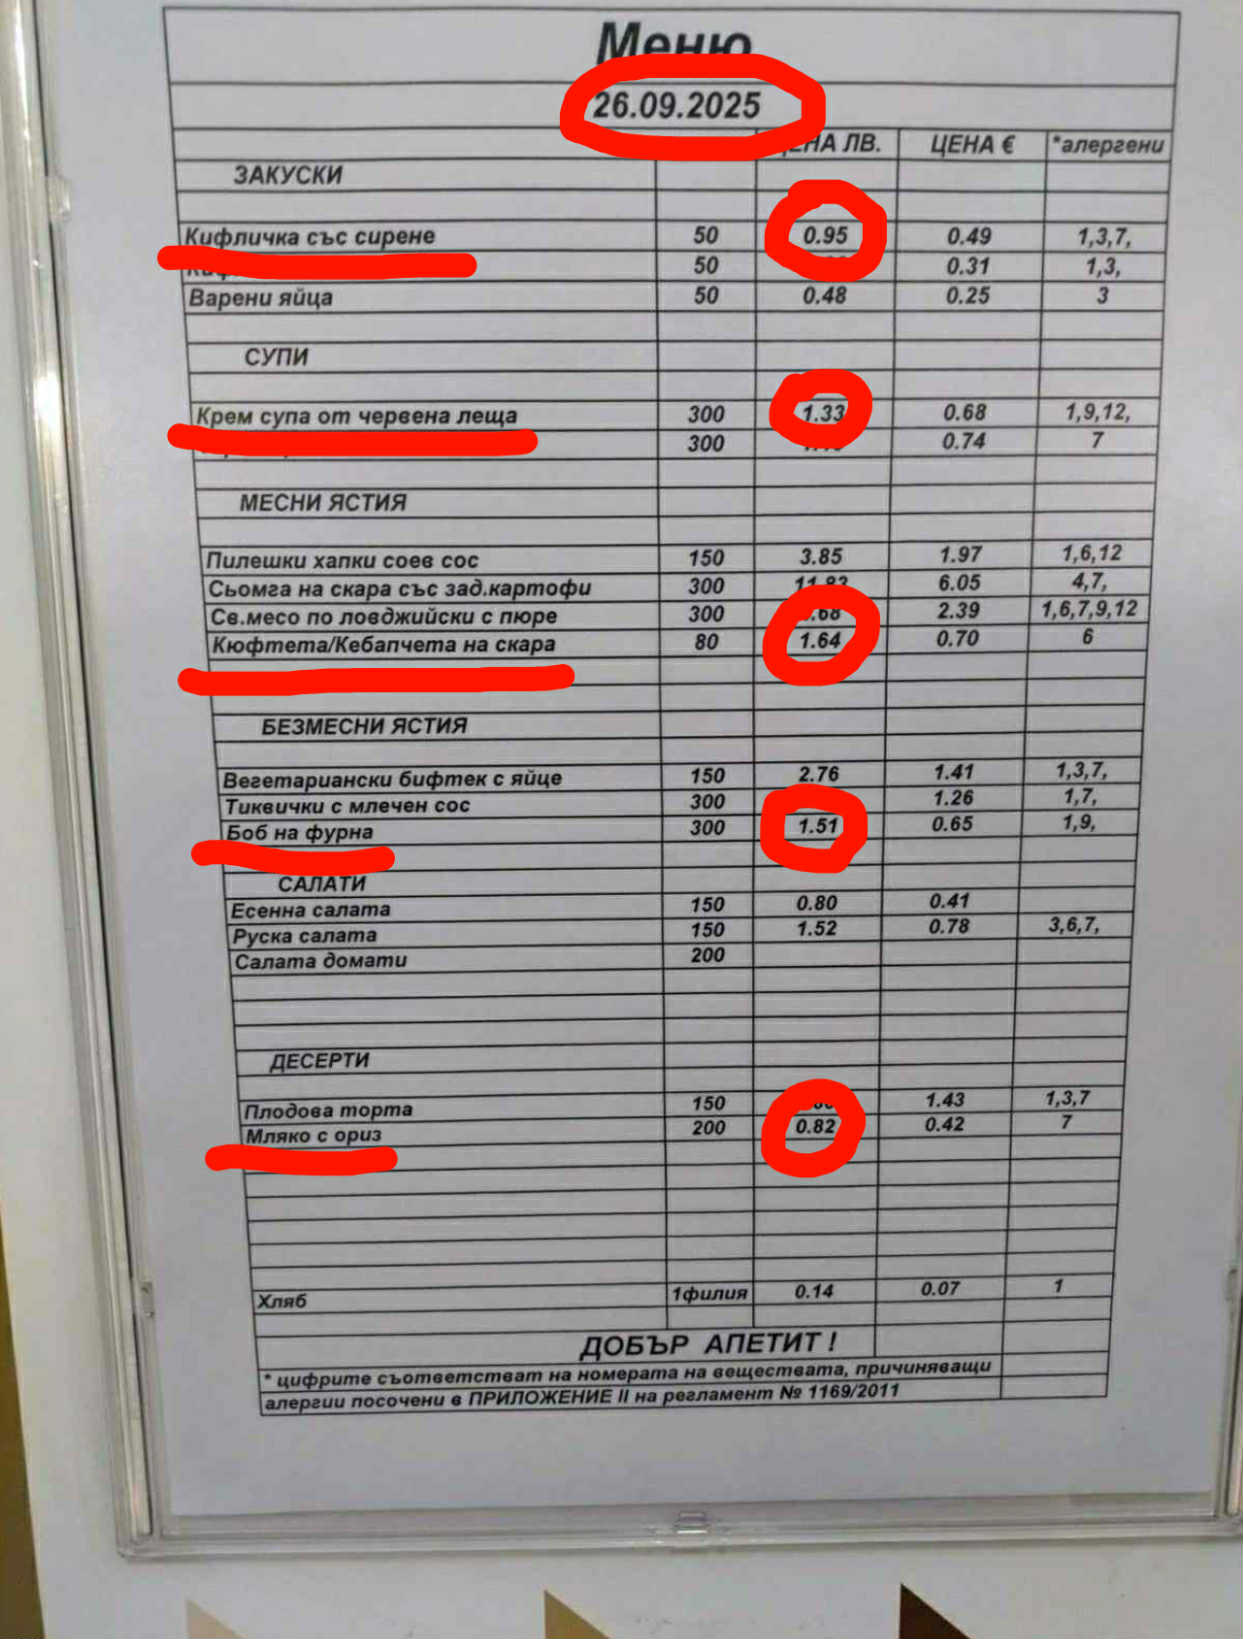 Меню
26.09.2025
ЦЕНА ЛВ. ЦЕНА € *алергени
ЗАКУСКИ
Кифличка със сирене 50 0.95 0.49 1,3,7,
50 0.31 1,3,
Варени яйца 50 0.48 0.25 3
СУПИ
Крем супа от червена леща 300 1.33 0.68 1,9,12,
300 0.74 7
МЕСНИ ЯСТИЯ
Пилешки хапки соев сос 150 3.85 1.97 1,6,12
Сьомга на скара със зад.картофи 300 6.05 4,7,
Св.месо по ловджийски с пюре 300 2.39 1,6,7,9,12
Кюфтета/Кебапчета на скара 80 1.64 0.70 6
БЕЗМЕСНИ ЯСТИЯ
Вегетариански бифтек с яйце 150 2.76 1.41 1,3,7,
Тиквички с млечен сос 300 1.26 1,7,
Боб на фурна 300 1.51 0.65 1,9,
САЛАТИ
Есенна салата 150 0.80 0.41
Руска салата 150 1.52 0.78 3,6,7,
Салата домати 200
ДЕСЕРТИ
Плодова торта 150 1.43 1,3,7
Мляко с ориз 200 0.82 0.42 7
Хляб 1филия 0.14 0.07 1
ДОБЪР АПЕТИТ !
* цифрите съответстват на номерата на веществата, причиняващи
алергии посочени в ПРИЛОЖЕНИЕ II на регламент № 1169/2011